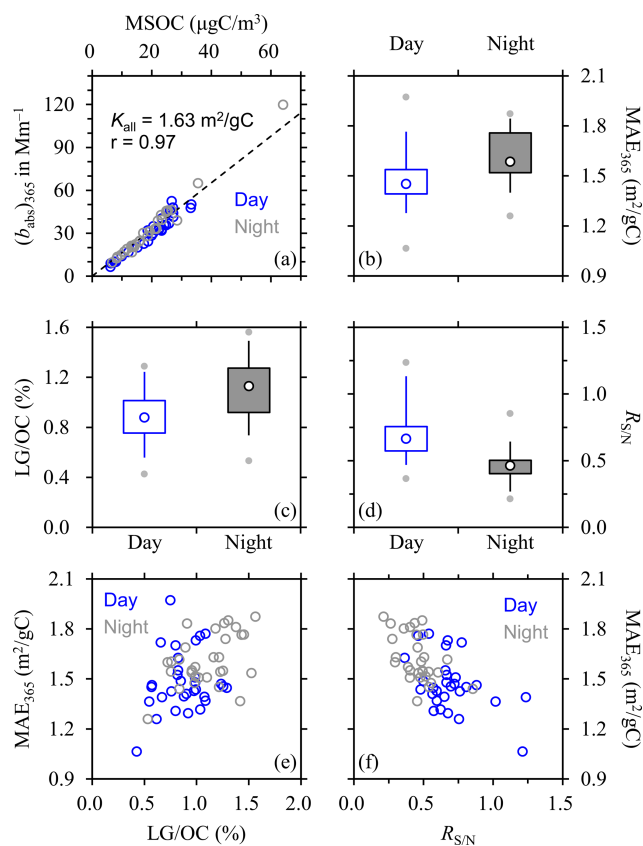 MSOC (μgC/m³)
0 20 40 60
Day Night
120
90
60
30
0
(b_abs)_365 in Mm⁻¹
K_all = 1.63 m²/gC
r = 0.97
Day
Night
(a)
2.1
1.8
1.5
1.2
0.9
MAE_365 (m²/gC)
(b)
1.6
1.2
0.8
0.4
0.0
LG/OC (%)
(c)
Day Night
1.5
1.0
0.5
0.0
R_S/N
(d)
Day Night
2.1
1.8
1.5
1.2
0.9
MAE_365 (m²/gC)
Day
Night
(e)
0.0 0.5 1.0 1.5 2.0
LG/OC (%)
2.1
1.8
1.5
1.2
0.9
MAE_365 (m²/gC)
Day
Night
(f)
0.0 0.5 1.0 1.5
R_S/N